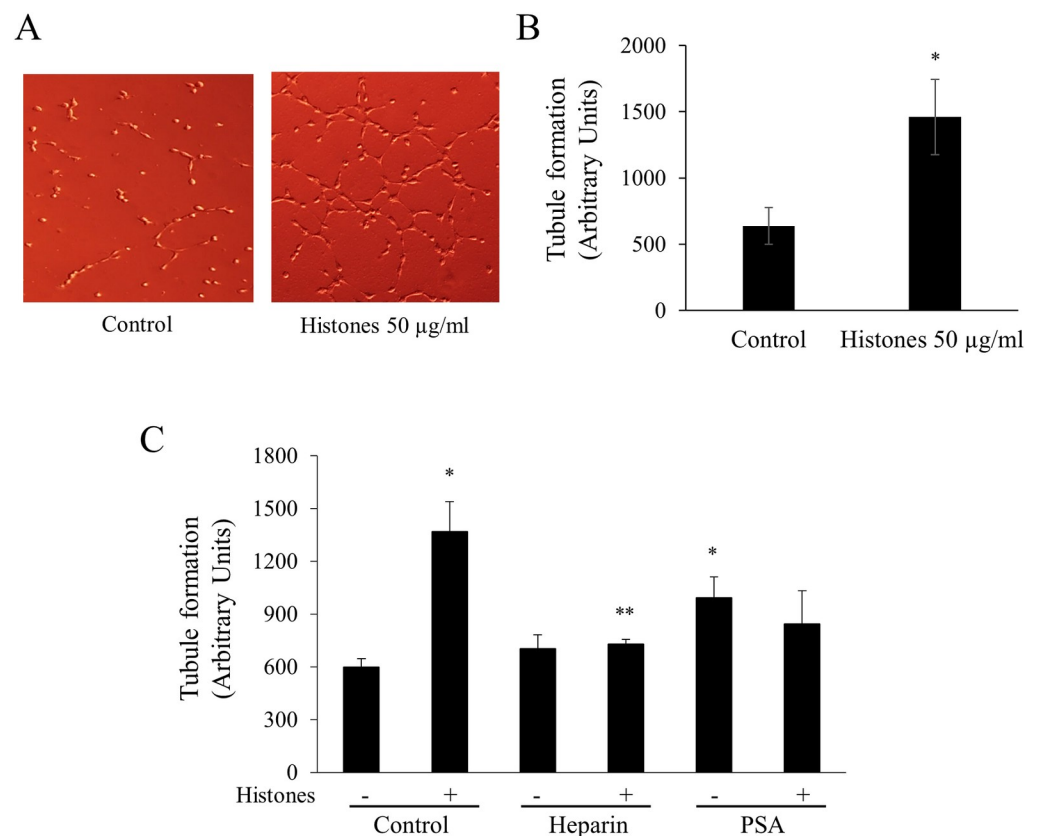 A
Control
Histones 50 µg/ml
B
Tubule formation
(Arbitrary Units)
2000
1500
1000
500
0
*
Control
Histones 50 µg/ml
C
Tubule formation
(Arbitrary Units)
1800
1500
1200
900
600
300
0
*
**
*
Histones - + - + - +
Control Heparin PSA